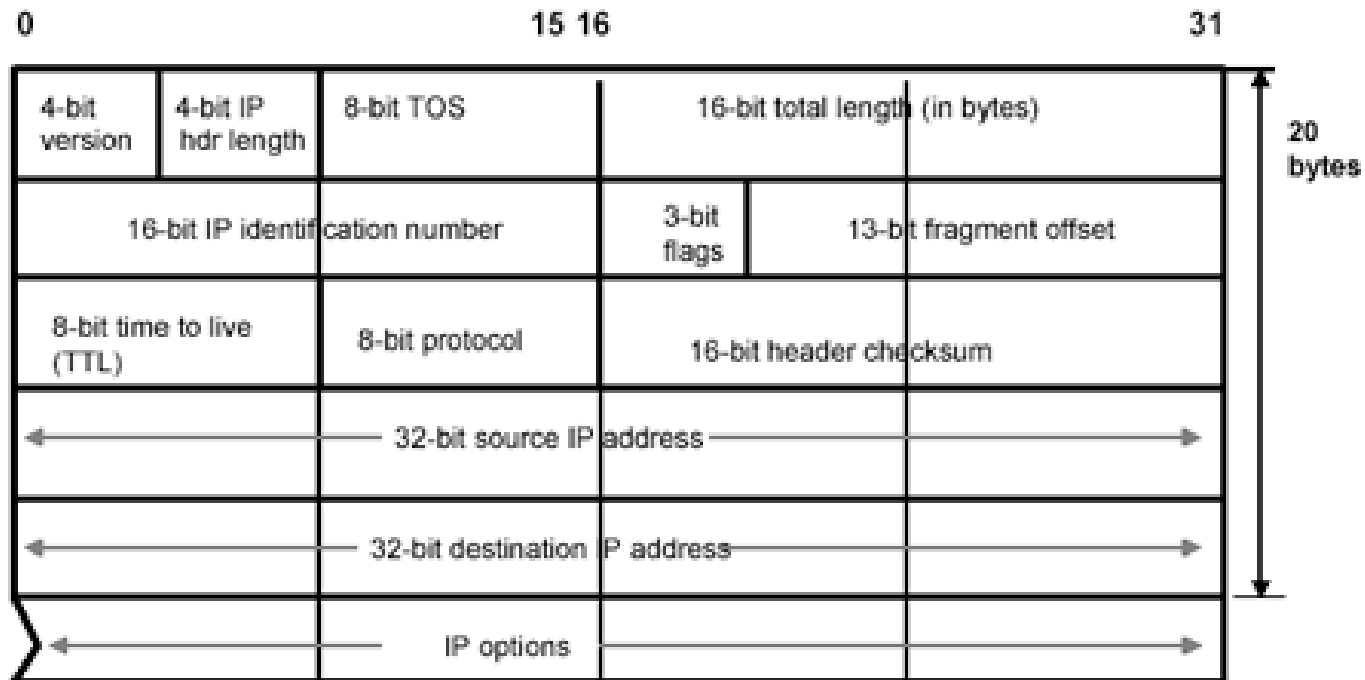 0 15 16 31
4-bit version
4-bit IP hdr length
8-bit TOS
16-bit total length (in bytes)
20 bytes
16-bit IP identification number
3-bit flags
13-bit fragment offset
8-bit time to live (TTL)
8-bit protocol
16-bit header checksum
32-bit source IP address
32-bit destination IP address
IP options